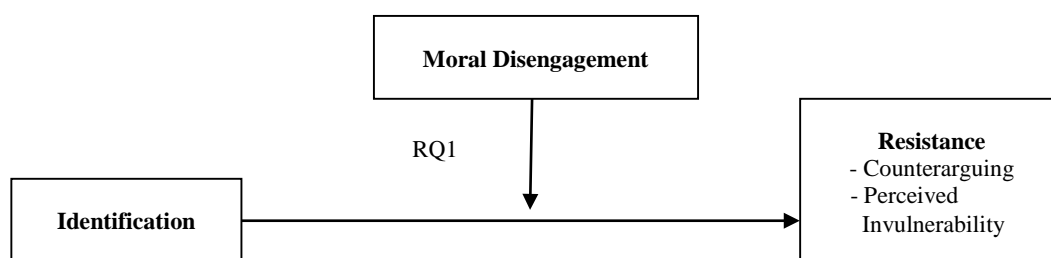 Moral Disengagement
RQ1
Resistance
- Counterarguing
- Perceived
Invulnerability
Identification